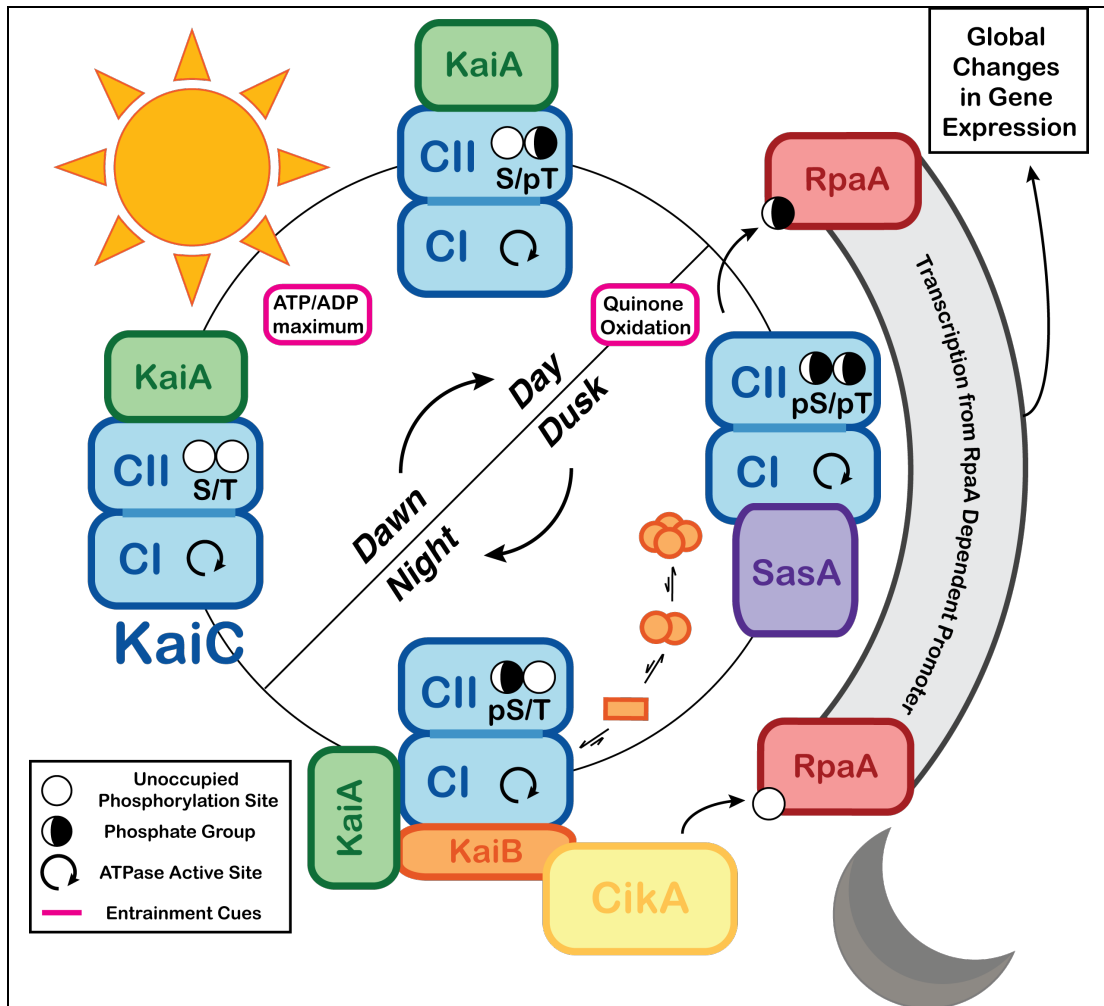 KaiA
CII
S/pT
CI
Global
Changes
in Gene
Expression
RpaA
ATP/ADP
maximum
Quinone
Oxidation
KaiA
CII
S/T
CI
KaiC
Day
Dusk
Dawn
Night
CII
pS/pT
CI
SasA
Transcription from RpaA Dependent Promoter
CII
pS/T
CI
KaiA
KaiB
CikA
RpaA
Unoccupied
Phosphorylation Site
Phosphate Group
ATPase Active Site
Entrainment Cues